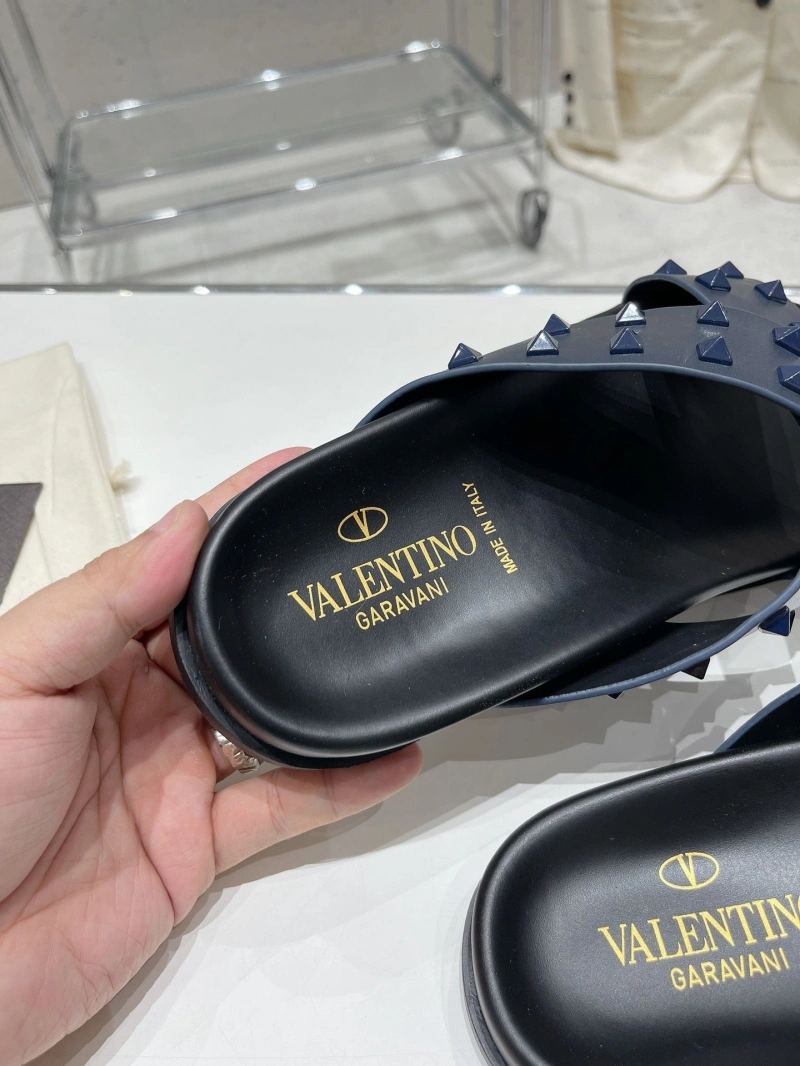 V
VALENTINO
GARAVANI
MADE IN ITALY
V
VALENTINO
GARAVANI